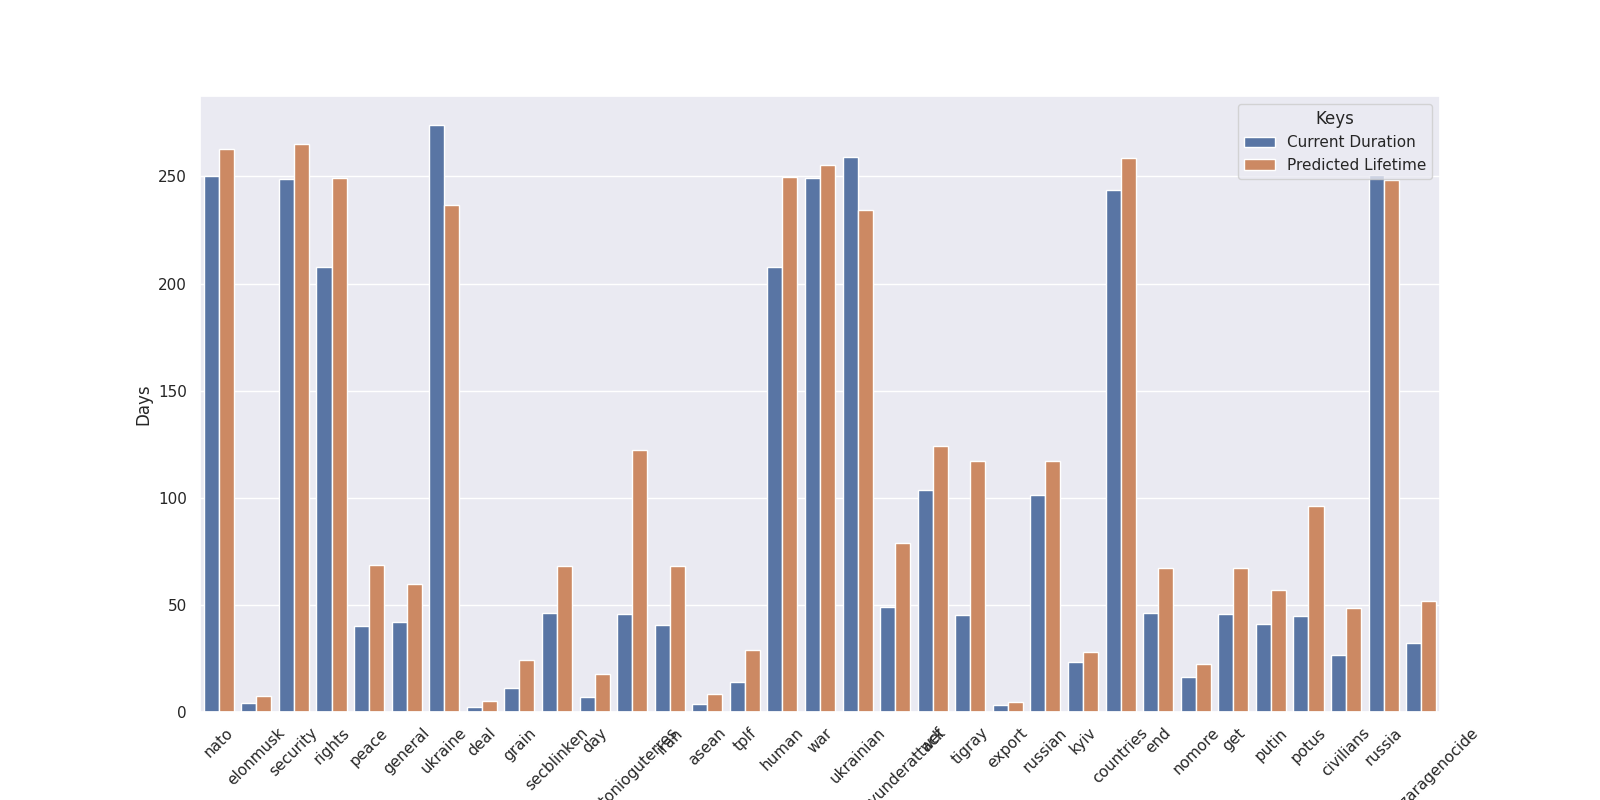 Keys
Current Duration
Predicted Lifetime
Days
250
200
150
100
50
0
nato
elonmusk
security
rights
peace
general
ukraine
deal
grain
secblinken
day
iran
asean
tplf
human
war
ukrainian
tigray
export
russian
kyiv
countries
end
nomore
get
putin
potus
civilians
russia